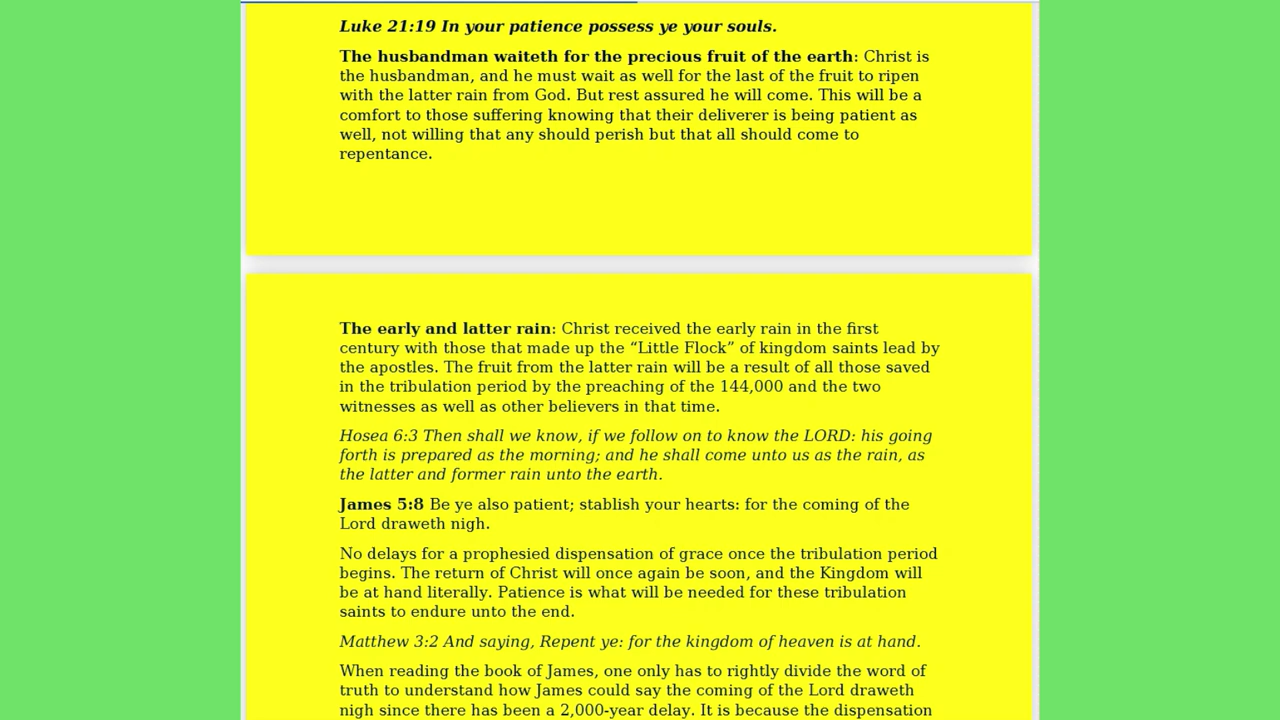 Luke 21:19 In your patience possess ye your souls.
The husbandman waiteth for the precious fruit of the earth: Christ is
the husbandman, and he must wait as well for the last of the fruit to ripen
with the latter rain from God. But rest assured he will come. This will be a
comfort to those suffering knowing that their deliverer is being patient as
well, not willing that any should perish but that all should come to
repentance.
The early and latter rain: Christ received the early rain in the first
century with those that made up the “Little Flock” of kingdom saints lead by
the apostles. The fruit from the latter rain will be a result of all those saved
in the tribulation period by the preaching of the 144,000 and the two
witnesses as well as other believers in that time.
Hosea 6:3 Then shall we know, if we follow on to know the LORD: his going
forth is prepared as the morning; and he shall come unto us as the rain, as
the latter and former rain unto the earth.
James 5:8 Be ye also patient; stablish your hearts: for the coming of the
Lord draweth nigh.
No delays for a prophesied dispensation of grace once the tribulation period
begins. The return of Christ will once again be soon, and the Kingdom will
be at hand literally. Patience is what will be needed for these tribulation
saints to endure unto the end.
Matthew 3:2 And saying, Repent ye: for the kingdom of heaven is at hand.
When reading the book of James, one only has to rightly divide the word of
truth to understand how James could say the coming of the Lord draweth
nigh since there has been a 2,000-year delay. It is because the dispensation